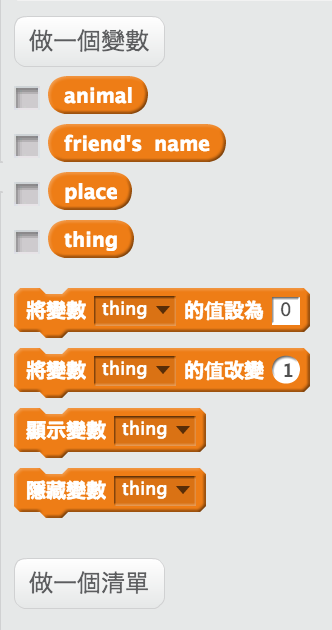 做一個變數
animal
friend's name
place
thing
將變數 thing 的值設為 0
將變數 thing 的值改變 1
顯示變數 thing
隱藏變數 thing
做一個清單